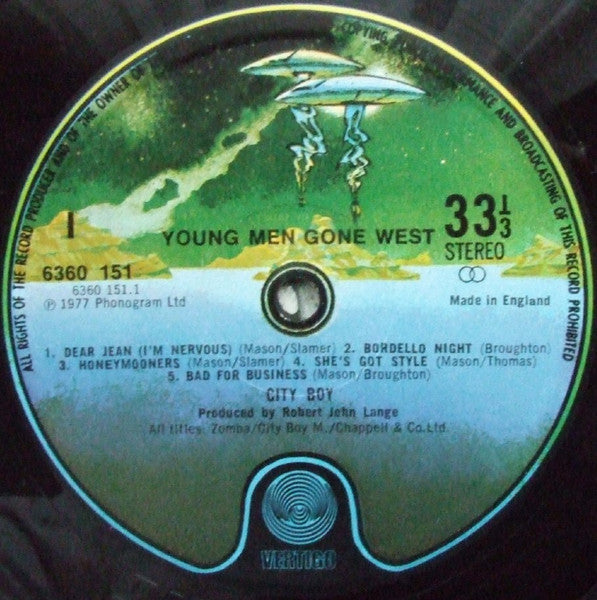 ALL RIGHTS OF THE RECORD PRODUCER AND OF THE OWNER OF
COPYING, PUBLIC PERFORMANCE AND BROADCASTING OF THIS RECORD PROHIBITED
1
YOUNG MEN GONE WEST
33⅓
STEREO
6360 151
6360 151.1
℗ 1977 Phonogram Ltd
Made in England
1. DEAR JEAN (I'M NERVOUS) (Mason/Slamer) 2. BORDELLO NIGHT (Broughton)
3. HONEYMOONERS (Mason/Slamer) 4. SHE'S GOT STYLE (Mason/Thomas)
5. BAD FOR BUSINESS (Mason/Broughton)
CITY BOY
Produced by Robert John Lange
All titles: Zomba/City Boy M./Chappell & Co.Ltd.
VERTIGO